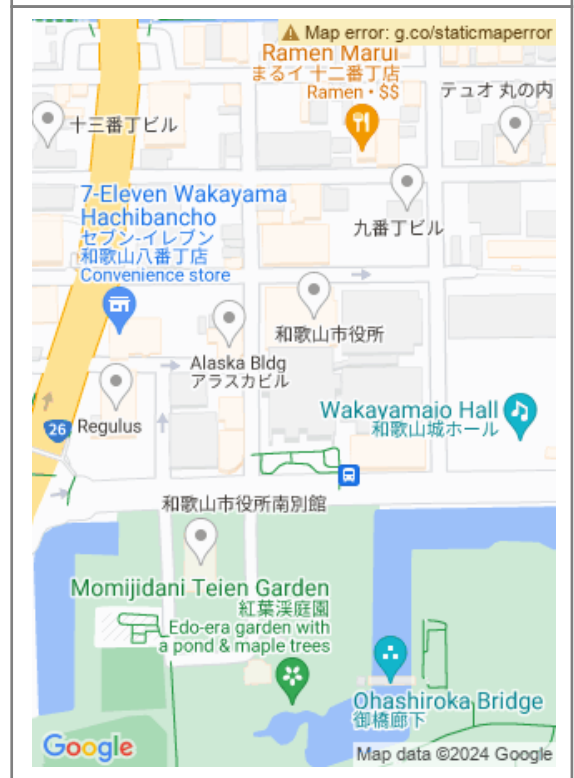 Map error: g.co/staticmaperror
Ramen Marui
まるイ 十二番丁店
Ramen • $$
テュオ 丸の内
十三番丁ビル
7-Eleven Wakayama
Hachibancho
セブン-イレブン
和歌山八番丁店
Convenience store
九番丁ビル
和歌山市役所
Alaska Bldg
アラスカビル
Wakayamajo Hall
和歌山城ホール
26
Regulus
和歌山市役所南別館
Momijidani Teien Garden
紅葉渓庭園
Edo-era garden with
a pond & maple trees
Ohashiroka Bridge
御橋廊下
Google
Map data ©2024 Google